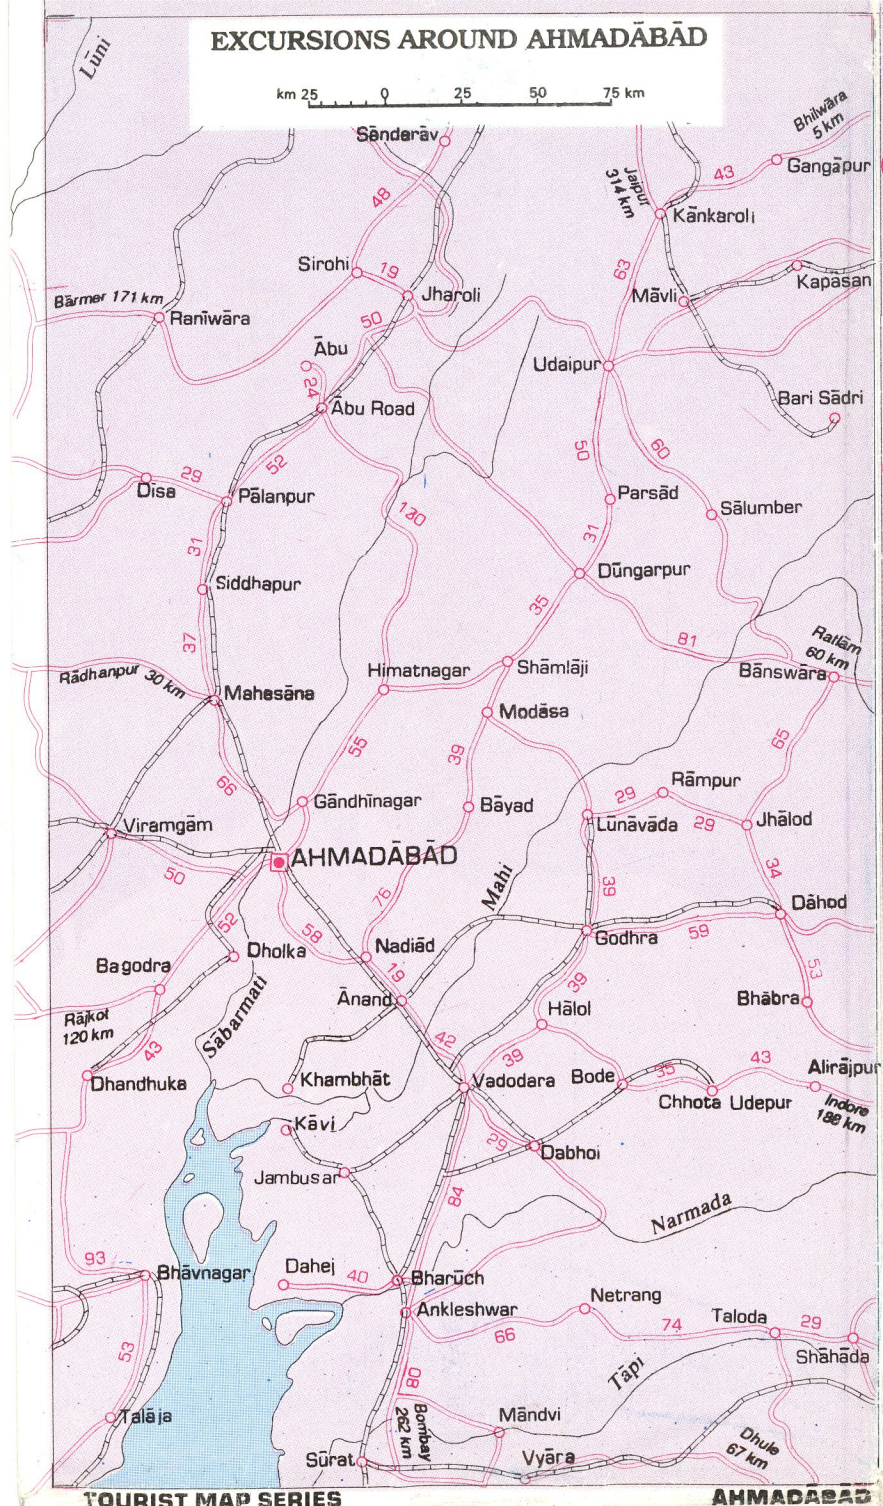 EXCURSIONS AROUND AHMADĀBĀD
km 25 0 25 50 75 km
Lūni
Sānderāv
Bhilwāra
5 km
Gangāpur
43
Jaipur
314 km
Kānkaroli
48
Sirohi
19
63
Bārmer 171 km
Jharoli
Māvli
Kapāsan
Raniwāra
50
Ābu
Udaipur
24
Ābu Road
Bari Sādri
52
50
60
29
Dīsa
Pālanpur
Parsād
Sālumber
130
31
31
Siddhapur
Dūngarpur
35
37
81
Ratlām
60 km
Rādhanpur 30 km
Himatnagar
Shāmlāji
Bānswāra
Mahesāna
Modāsa
55
39
65
66
Gāndhīnagar
Bāyad
29
Rāmpur
Viramgām
Lūnāvāda
29
Jhālod
AHMADĀBĀD
50
Mahi
34
76
39
52
58
Dāhod
Dholka
Nadiād
Godhra
59
Bagodra
19
53
39
Ānand
Bhābra
Rājkot
120 km
Sābarmati
Hālol
43
42
39
43
Dhandhuka
Khambhāt
Vadodara
Bode
35
Alirājpur
Chhota Udepur
Indore
188 km
Kāvi
29
Dabhoi
Jambusar
84
Narmada
93
Bhāvnagar
Dahej
40
Bharūch
Ankleshwar
Netrang
66
74
Taloda
29
53
Shāhāda
80
Tāpi
Talāja
Bombay
262 km
Māndvi
Dhule
67 km
Sūrat
Vyāra
TOURIST MAP SERIES
AHMADĀBĀD